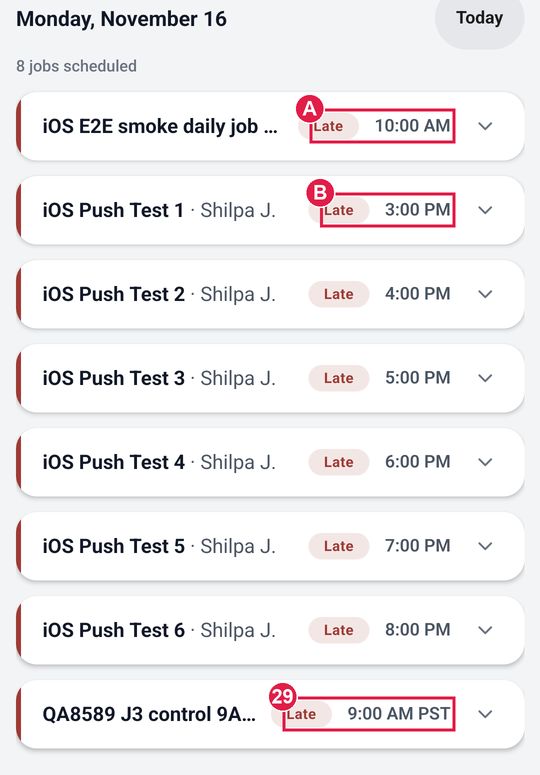 Monday, November 16
Today
8 jobs scheduled
iOS E2E smoke daily job ... A Late 10:00 AM
iOS Push Test 1 · Shilpa J. B Late 3:00 PM
iOS Push Test 2 · Shilpa J. Late 4:00 PM
iOS Push Test 3 · Shilpa J. Late 5:00 PM
iOS Push Test 4 · Shilpa J. Late 6:00 PM
iOS Push Test 5 · Shilpa J. Late 7:00 PM
iOS Push Test 6 · Shilpa J. Late 8:00 PM
QA8589 J3 control 9A... 29 Late 9:00 AM PST